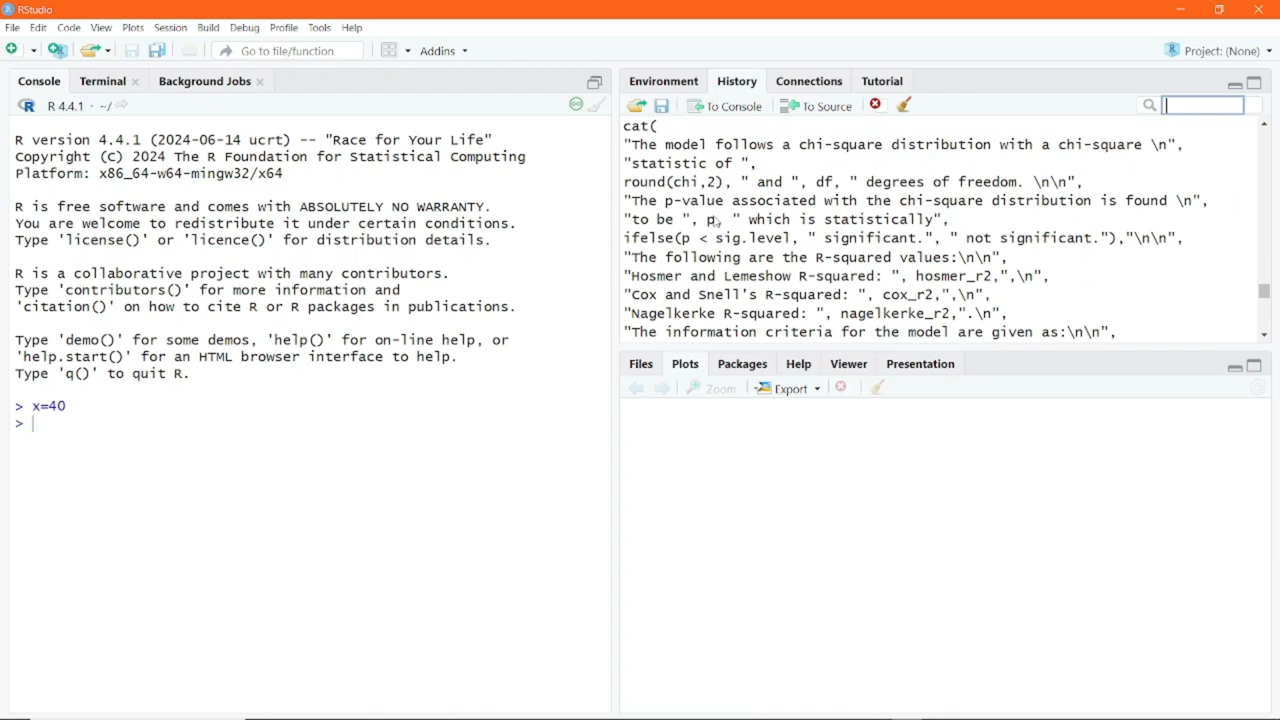 RStudio
File Edit Code View Plots Session Build Debug Profile Tools Help
Go to file/function Addins Project: (None)
Console Terminal Background Jobs
R 4.4.1 · ~/
R version 4.4.1 (2024-06-14 ucrt) -- "Race for Your Life"
Copyright (C) 2024 The R Foundation for Statistical Computing
Platform: x86_64-w64-mingw32/x64
R is free software and comes with ABSOLUTELY NO WARRANTY.
You are welcome to redistribute it under certain conditions.
Type 'license()' or 'licence()' for distribution details.
R is a collaborative project with many contributors.
Type 'contributors()' for more information and
'citation()' on how to cite R or R packages in publications.
Type 'demo()' for some demos, 'help()' for on-line help, or
'help.start()' for an HTML browser interface to help.
Type 'q()' to quit R.
> x=40
>
Environment History Connections Tutorial
To Console To Source
cat(
"The model follows a chi-square distribution with a chi-square \n",
"statistic of ",
round(chi,2), " and ", df, " degrees of freedom. \n\n",
"The p-value associated with the chi-square distribution is found \n",
"to be ", p, " which is statistically",
ifelse(p < sig.level, " significant.", " not significant."),"\n\n",
"The following are the R-squared values:\n\n",
"Hosmer and Lemeshow R-squared: ", hosmer_r2,",\n",
"Cox and Snell's R-squared: ", cox_r2,",\n",
"Nagelkerke R-squared: ", nagelkerke_r2,".\n",
"The information criteria for the model are given as:\n\n",
Files Plots Packages Help Viewer Presentation
Zoom Export